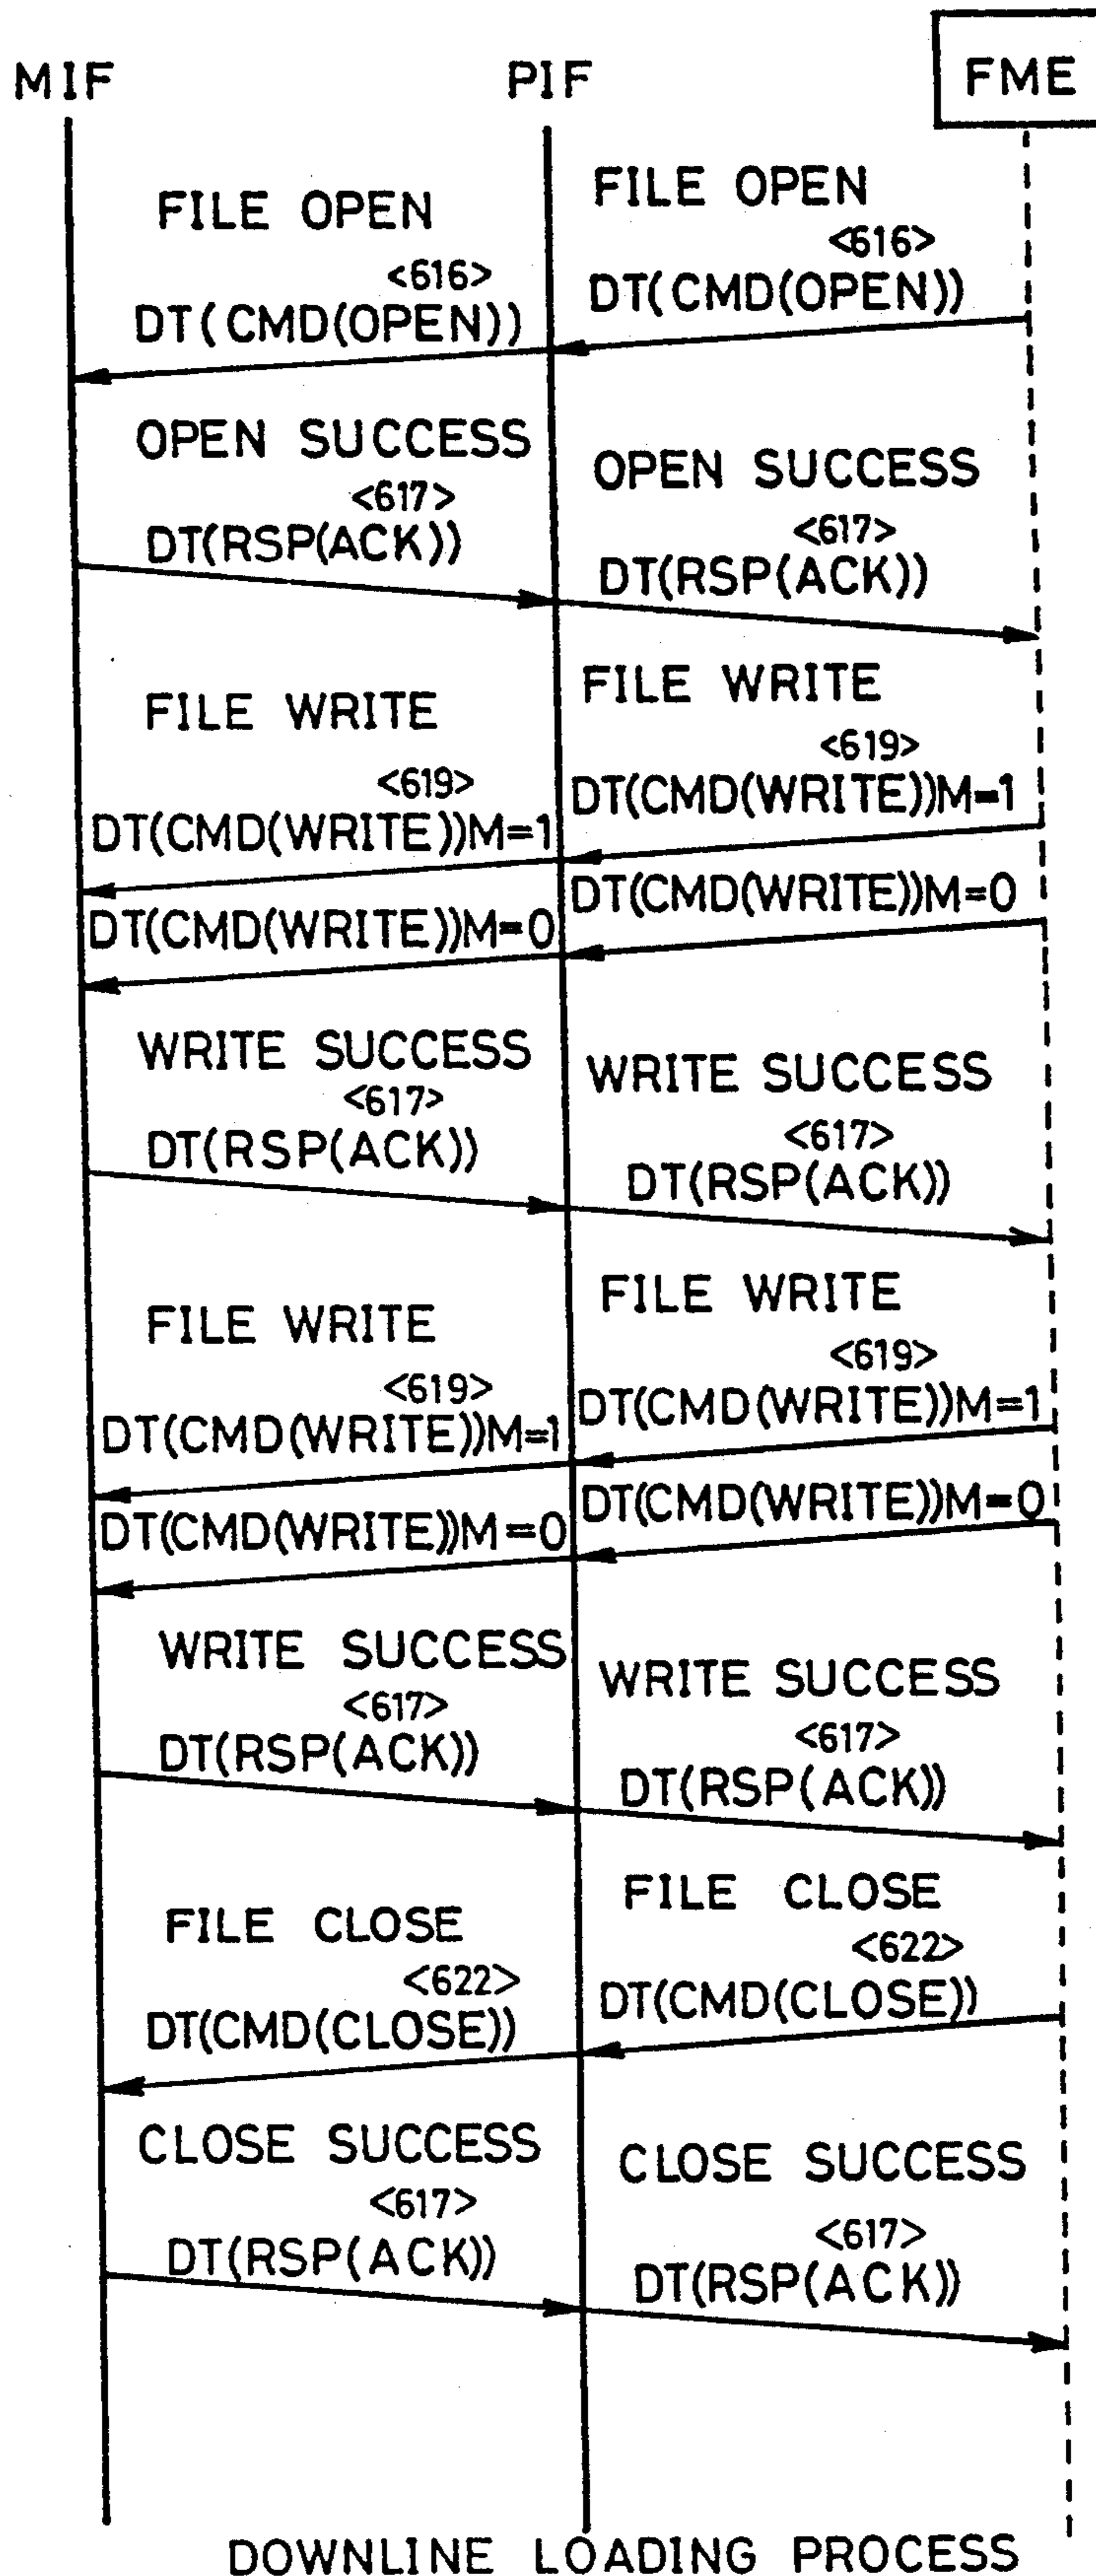 MIF PIF FME
FILE OPEN
<616>
DT(CMD(OPEN))
FILE OPEN
<616>
DT(CMD(OPEN))
OPEN SUCCESS
<617>
DT(RSP(ACK))
OPEN SUCCESS
<617>
DT(RSP(ACK))
FILE WRITE
<619>
DT(CMD(WRITE))M=1
FILE WRITE
<619>
DT(CMD(WRITE))M=1
DT(CMD(WRITE))M=0
DT(CMD(WRITE))M=0
WRITE SUCCESS
<617>
DT(RSP(ACK))
WRITE SUCCESS
<617>
DT(RSP(ACK))
FILE WRITE
<619>
DT(CMD(WRITE))M=1
FILE WRITE
<619>
DT(CMD(WRITE))M=1
DT(CMD(WRITE))M=0
DT(CMD(WRITE))M=0
WRITE SUCCESS
<617>
DT(RSP(ACK))
WRITE SUCCESS
<617>
DT(RSP(ACK))
FILE CLOSE
<622>
DT(CMD(CLOSE))
FILE CLOSE
<622>
DT(CMD(CLOSE))
CLOSE SUCCESS
<617>
DT(RSP(ACK))
CLOSE SUCCESS
<617>
DT(RSP(ACK))
DOWNLINE LOADING PROCESS